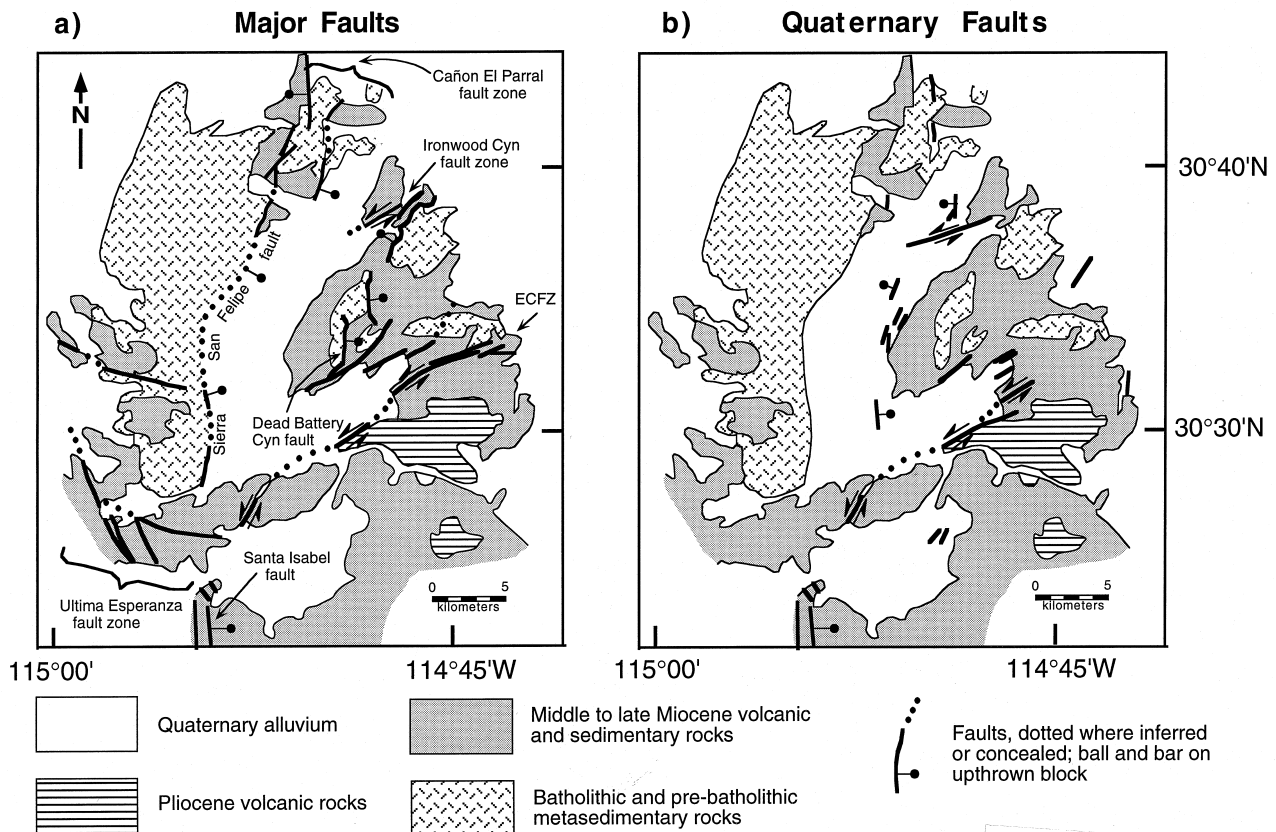 a)
Major Faults
b)
Quaternary Faults
N
Cañon El Parral
fault zone
Ironwood Cyn
fault zone
ECFZ
Sierra San Felipe fault
Dead Battery
Cyn fault
Santa Isabel
fault
Ultima Esperanza
fault zone
0 5
kilometers
0 5
kilometers
30°40'N
30°30'N
115°00'
114°45'W
115°00'
114°45'W
Quaternary alluvium
Pliocene volcanic rocks
Middle to late Miocene volcanic
and sedimentary rocks
Batholithic and pre-batholithic
metasedimentary rocks
Faults, dotted where inferred
or concealed; ball and bar on
upthrown block